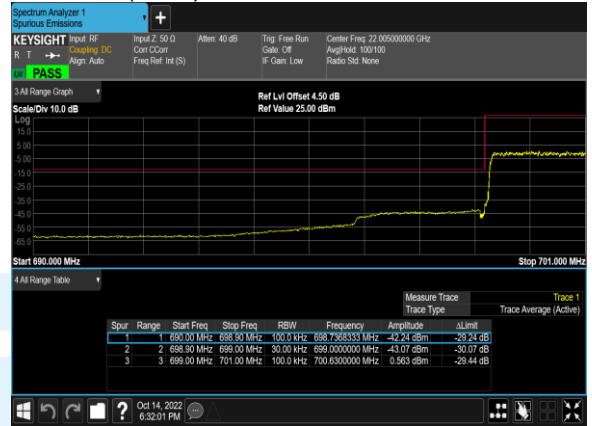 Spectrum Analyzer 1
Spurious Emissions
KEYSIGHT Input: RF Input Z: 50 Ω Atten: 40 dB Trig: Free Run Center Freq: 22.005000000 GHz
R T Coupling: DC Corr CCorr Gate: Off Avg|Hold: 100/100
Align: Auto Freq Ref: Int (S) IF Gain: Low Radio Std: None
PASS
3 All Range Graph
Ref Lvl Offset 4.50 dB
Scale/Div 10.0 dB Ref Value 25.00 dBm
Log
15.0
5.00
-5.00
-15.0
-25.0
-35.0
-45.0
-55.0
-65.0
Start 690.000 MHz Stop 701.000 MHz
4 All Range Table
Measure Trace Trace 1
Trace Type Trace Average (Active)
Spur Range Start Freq Stop Freq RBW Frequency Amplitude ΔLimit
1 1 690.00 MHz 698.90 MHz 100.0 kHz 698.7368333 MHz -42.24 dBm -29.24 dB
2 2 698.90 MHz 699.00 MHz 30.00 kHz 699.0000000 MHz -43.07 dBm -30.07 dB
3 3 699.00 MHz 701.00 MHz 100.0 kHz 700.6300000 MHz 0.563 dBm -29.44 dB
? Oct 14, 2022
6:32:01 PM